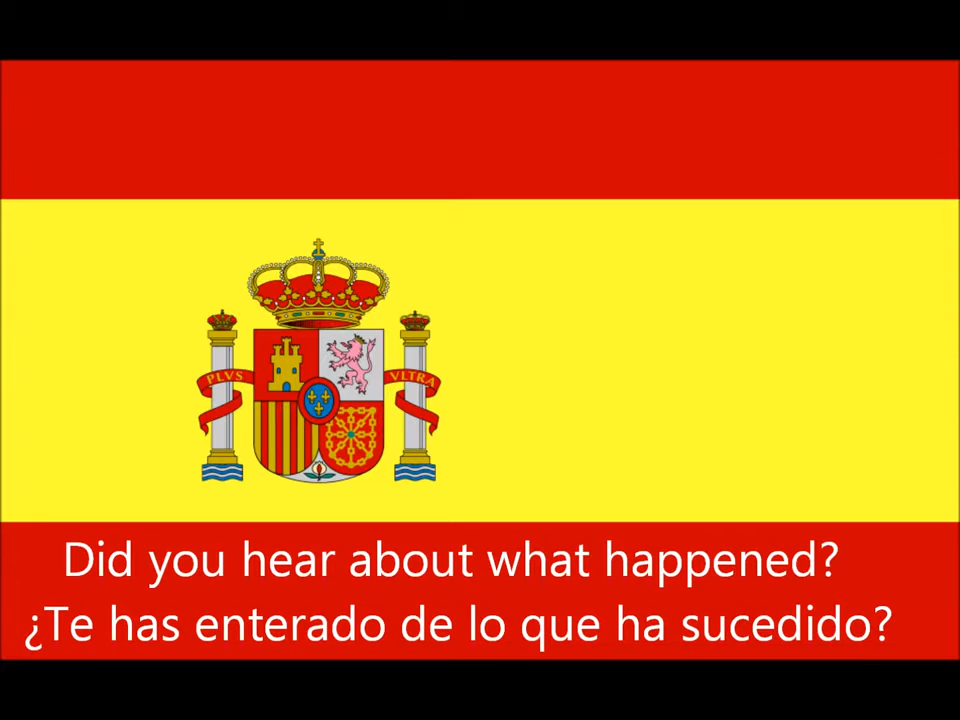 PLVS VLTRA
Did you hear about what happened?
¿Te has enterado de lo que ha sucedido?